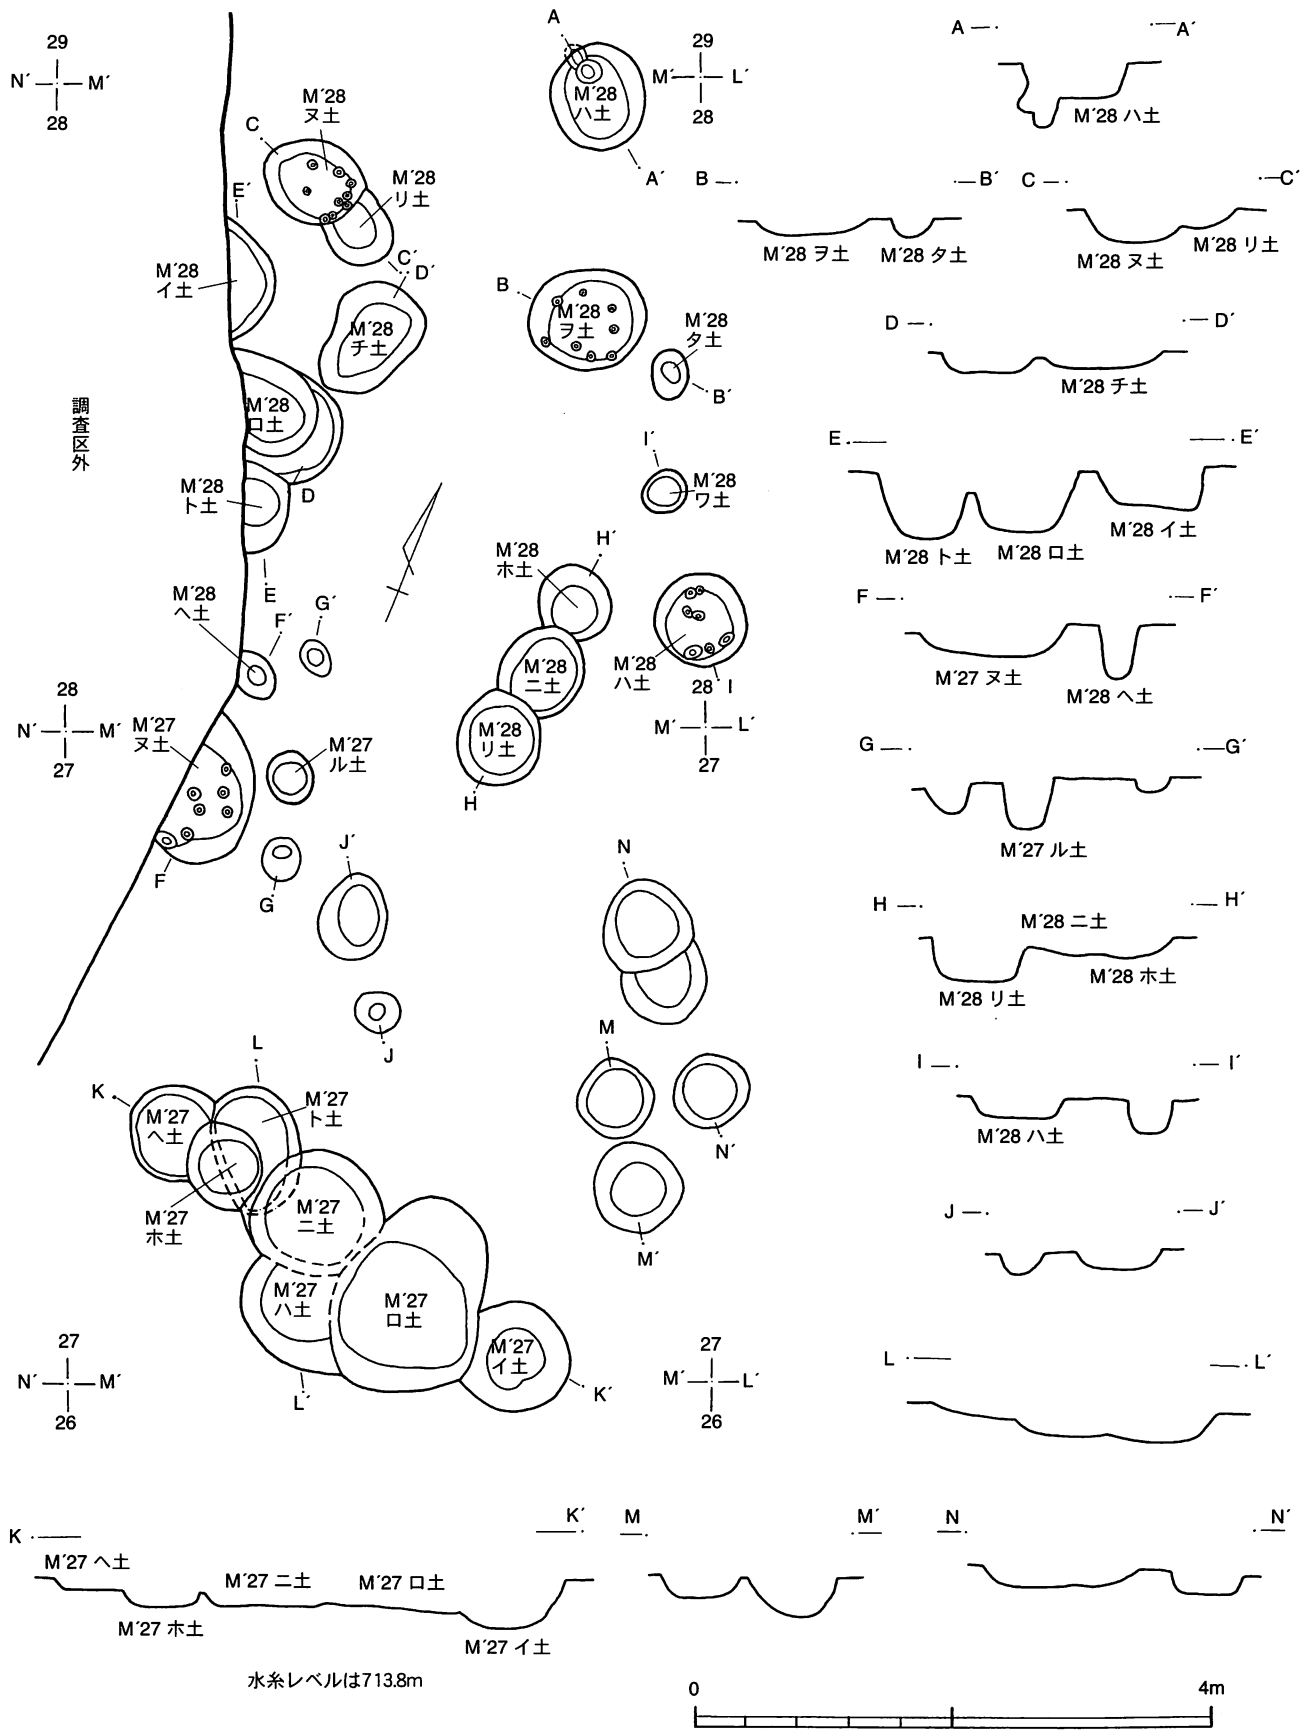 29
N′ M′
28
A
29
M′ L′
28
A A′
M′28 ハ土
M′28
ヌ土
C
M′28
ハ土
A′
M′28
リ土
E′
C′
D′
B B′
M′28 ヲ土
M′28 タ土
C C′
M′28 ヌ土
M′28 リ土
M′28
イ土
M′28
チ土
B
M′28
ヲ土
M′28
タ土
B′
D D′
M′28 チ土
調査区外
M′28
ロ土
D
M′28
ト土
E
I′
M′28
ワ土
E E′
M′28 ト土
M′28 ロ土
M′28 イ土
M′28
ヘ土
F′
G′
M′28
ホ土
H′
M′28
ニ土
M′28
リ土
H
M′28
ハ土
I
F F′
M′27 ヌ土
M′28 ヘ土
28
N′ M′
27
M′27
ヌ土
M′27
ル土
28
M′ L′
27
G G′
M′27 ル土
F
G
J′
N
H H′
M′28 ニ土
M′28 リ土
M′28 ホ土
J
M
N′
M′
I I′
M′28 ハ土
K
L
M′27
ヘ土
M′27
ト土
M′27
ホ土
M′27
ニ土
M′27
ハ土
M′27
ロ土
M′27
イ土
L′
K′
J J′
27
N′ M′
26
27
M′ L′
26
L L′
K K′
M′27 ヘ土
M′27 ホ土
M′27 ニ土
M′27 ロ土
M′27 イ土
M M′
N N′
水糸レベルは713.8m
0 4m